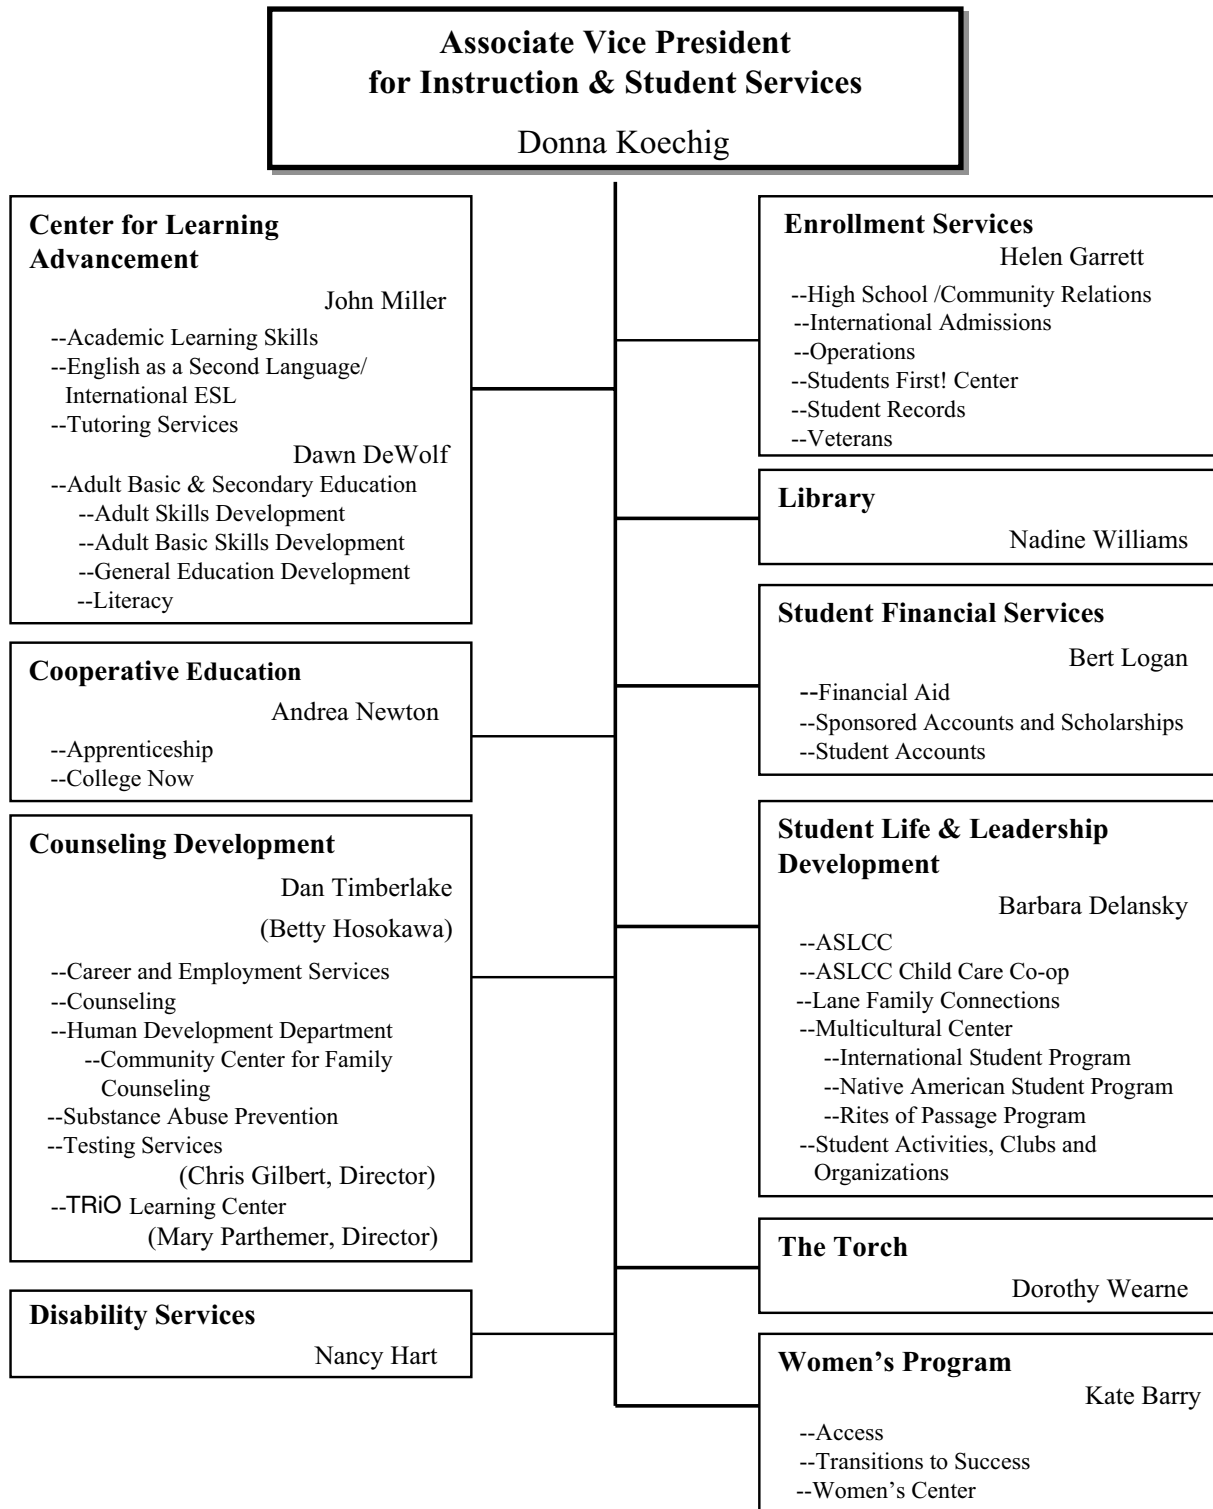 Associate Vice President
for Instruction & Student Services
Donna Koechig
Center for Learning
Advancement
John Miller
--Academic Learning Skills
--English as a Second Language/
International ESL
--Tutoring Services
Dawn DeWolf
--Adult Basic & Secondary Education
--Adult Skills Development
--Adult Basic Skills Development
--General Education Development
--Literacy
Cooperative Education
Andrea Newton
--Apprenticeship
--College Now
Counseling Development
Dan Timberlake
(Betty Hosokawa)
--Career and Employment Services
--Counseling
--Human Development Department
--Community Center for Family
Counseling
--Substance Abuse Prevention
--Testing Services
(Chris Gilbert, Director)
--TRiO Learning Center
(Mary Parthemer, Director)
Disability Services
Nancy Hart
Enrollment Services
Helen Garrett
--High School /Community Relations
--International Admissions
--Operations
--Students First! Center
--Student Records
--Veterans
Library
Nadine Williams
Student Financial Services
Bert Logan
--Financial Aid
--Sponsored Accounts and Scholarships
--Student Accounts
Student Life & Leadership
Development
Barbara Delansky
--ASLCC
--ASLCC Child Care Co-op
--Lane Family Connections
--Multicultural Center
--International Student Program
--Native American Student Program
--Rites of Passage Program
--Student Activities, Clubs and
Organizations
The Torch
Dorothy Wearne
Women’s Program
Kate Barry
--Access
--Transitions to Success
--Women’s Center